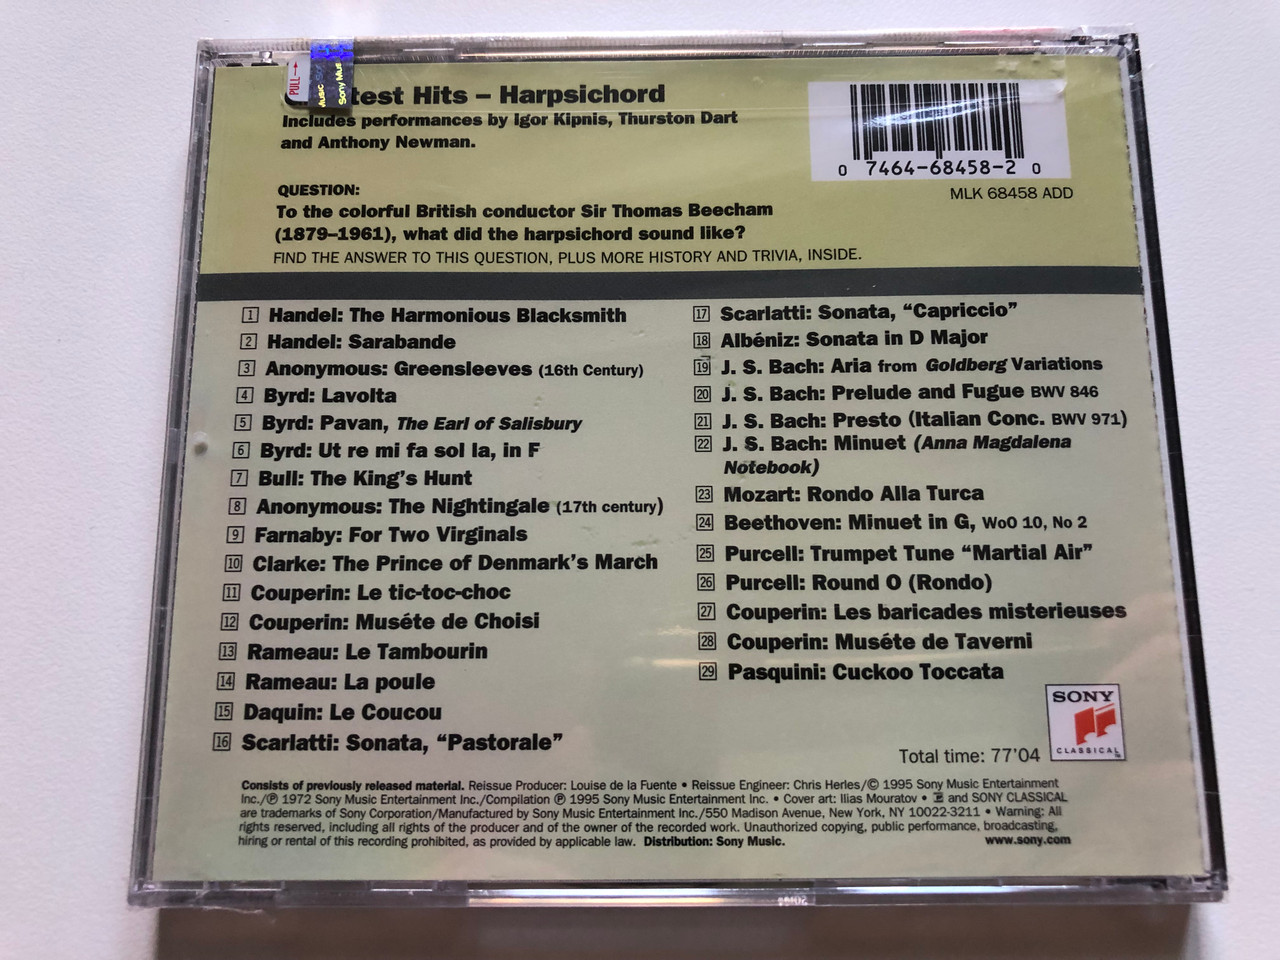 PULL→
Sony Mus
Music
test Hits – Harpsichord
Includes performances by Igor Kipnis, Thurston Dart
and Anthony Newman.
0 7464-68458-2 0
MLK 68458 ADD
QUESTION:
To the colorful British conductor Sir Thomas Beecham
(1879–1961), what did the harpsichord sound like?
FIND THE ANSWER TO THIS QUESTION, PLUS MORE HISTORY AND TRIVIA, INSIDE.
1 Handel: The Harmonious Blacksmith
2 Handel: Sarabande
3 Anonymous: Greensleeves (16th Century)
4 Byrd: Lavolta
5 Byrd: Pavan, The Earl of Salisbury
6 Byrd: Ut re mi fa sol la, in F
7 Bull: The King's Hunt
8 Anonymous: The Nightingale (17th century)
9 Farnaby: For Two Virginals
10 Clarke: The Prince of Denmark's March
11 Couperin: Le tic-toc-choc
12 Couperin: Muséte de Choisi
13 Rameau: Le Tambourin
14 Rameau: La poule
15 Daquin: Le Coucou
16 Scarlatti: Sonata, “Pastorale”
17 Scarlatti: Sonata, “Capriccio”
18 Albéniz: Sonata in D Major
19 J. S. Bach: Aria from Goldberg Variations
20 J. S. Bach: Prelude and Fugue BWV 846
21 J. S. Bach: Presto (Italian Conc. BWV 971)
22 J. S. Bach: Minuet (Anna Magdalena
Notebook)
23 Mozart: Rondo Alla Turca
24 Beethoven: Minuet in G, WoO 10, No 2
25 Purcell: Trumpet Tune “Martial Air”
26 Purcell: Round O (Rondo)
27 Couperin: Les baricades misterieuses
28 Couperin: Muséte de Taverni
29 Pasquini: Cuckoo Toccata
SONY
CLASSICAL
Total time: 77'04
Consists of previously released material. Reissue Producer: Louise de la Fuente • Reissue Engineer: Chris Herles/© 1995 Sony Music Entertainment
Inc./℗ 1972 Sony Music Entertainment Inc./Compilation ℗ 1995 Sony Music Entertainment Inc. • Cover art: Ilias Mouratov • and SONY CLASSICAL
are trademarks of Sony Corporation/Manufactured by Sony Music Entertainment Inc./550 Madison Avenue, New York, NY 10022-3211 • Warning: All
rights reserved, including all rights of the producer and of the owner of the recorded work. Unauthorized copying, public performance, broadcasting,
hiring or rental of this recording prohibited, as provided by applicable law. Distribution: Sony Music. www.sony.com